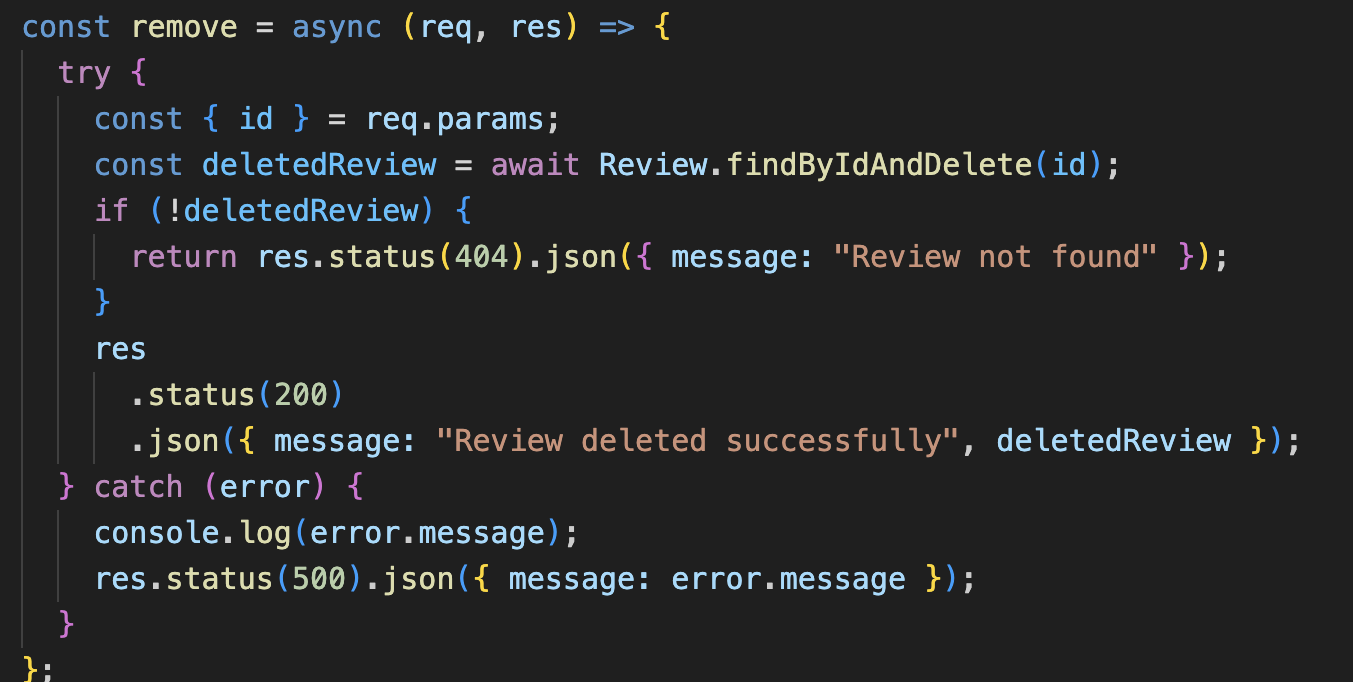 const remove = async (req, res) => {
  try {
    const { id } = req.params;
    const deletedReview = await Review.findByIdAndDelete(id);
    if (!deletedReview) {
      return res.status(404).json({ message: "Review not found" });
    }
    res
      .status(200)
      .json({ message: "Review deleted successfully", deletedReview });
  } catch (error) {
    console.log(error.message);
    res.status(500).json({ message: error.message });
  }
};